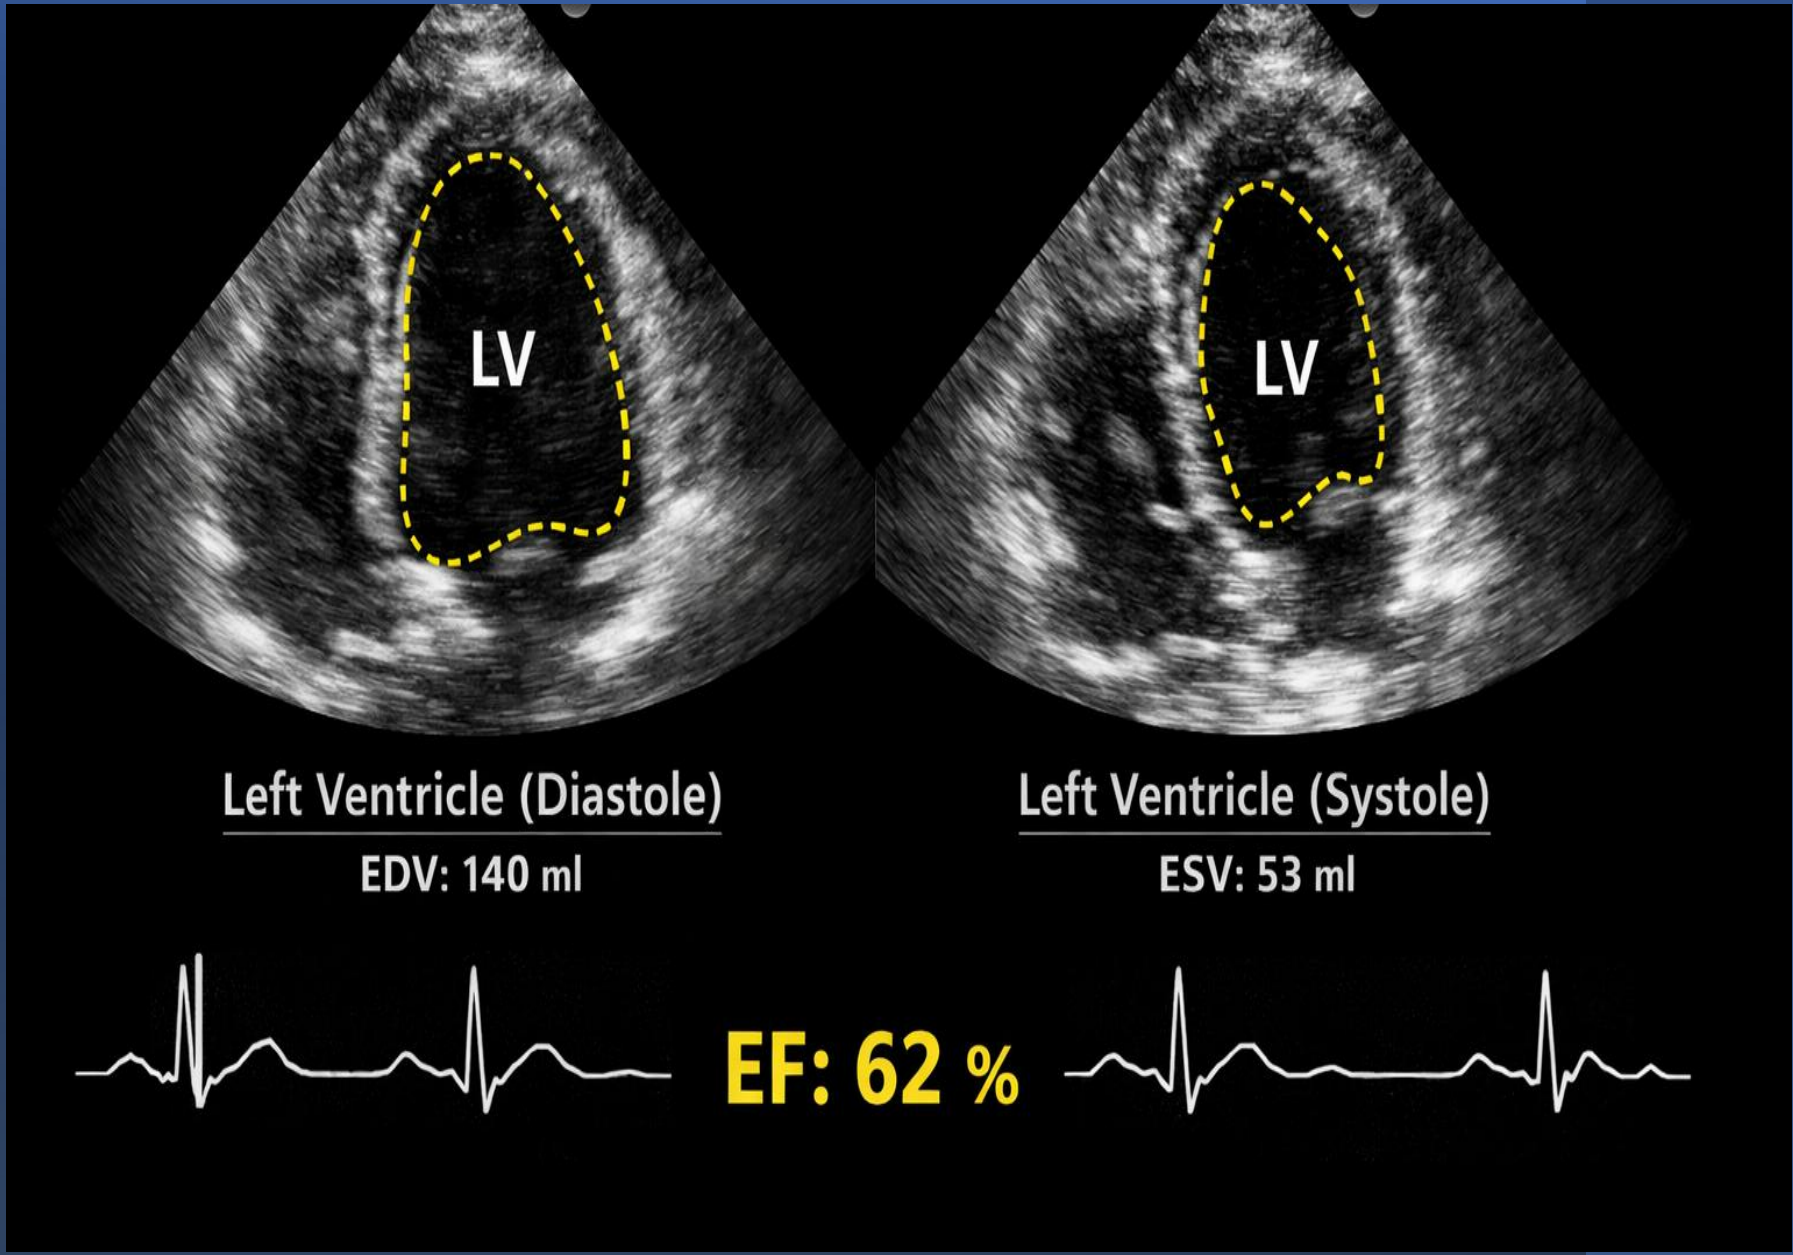 LV
LV
Left Ventricle (Diastole)
EDV: 140 ml
Left Ventricle (Systole)
ESV: 53 ml
EF: 62 %